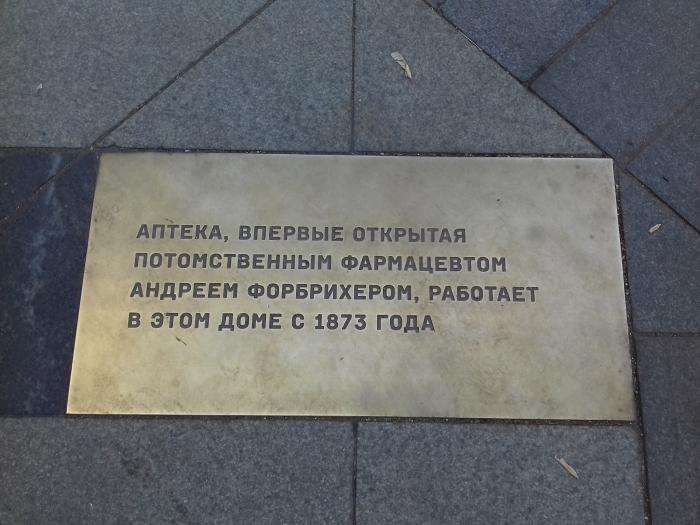 АПТЕКА, ВПЕРВЫЕ ОТКРЫТАЯ
ПОТОМСТВЕННЫМ ФАРМАЦЕВТОМ
АНДРЕЕМ ФОРБРИХЕРОМ, РАБОТАЕТ
В ЭТОМ ДОМЕ С 1873 ГОДА